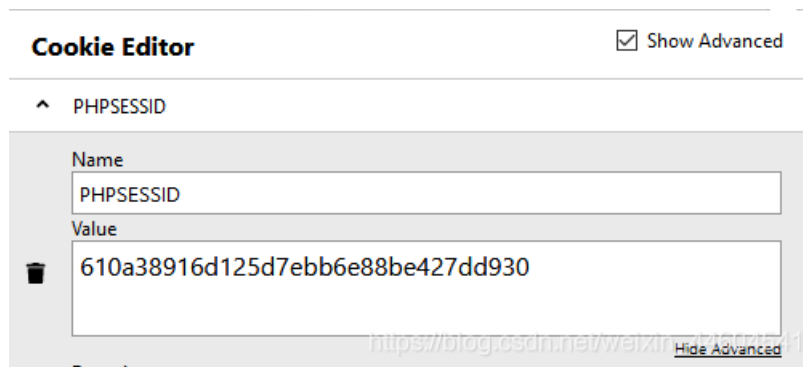 Cookie Editor
Show Advanced
PHPSESSID
Name
PHPSESSID
Value
610a38916d125d7ebb6e88be427dd930
Hide Advanced